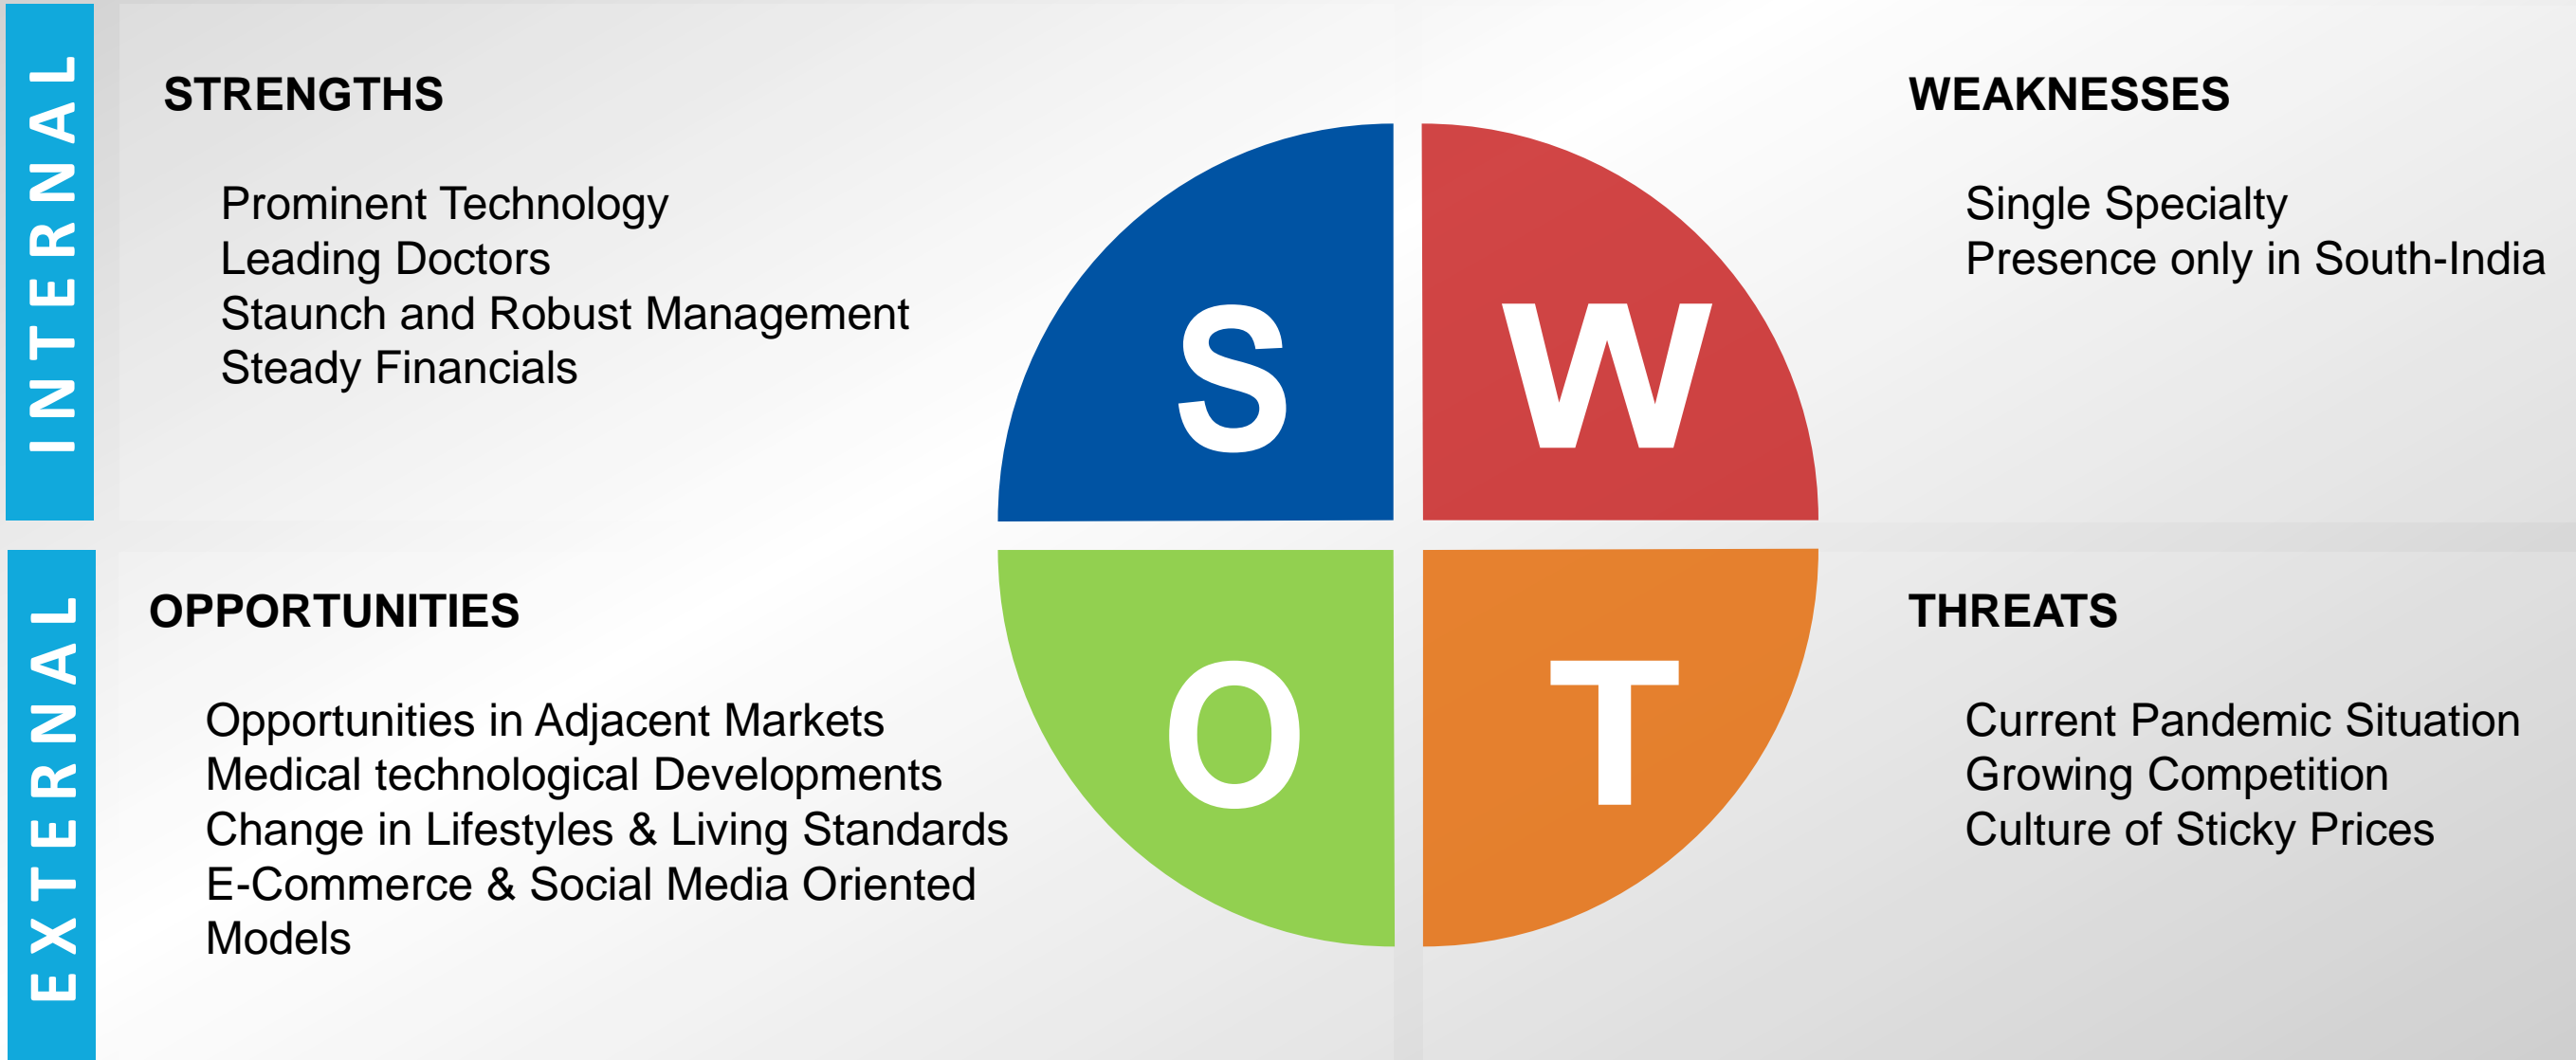 INTERNAL
STRENGTHS
Prominent Technology
Leading Doctors
Staunch and Robust Management
Steady Financials
S
W
WEAKNESSES
Single Specialty
Presence only in South-India
EXTERNAL
OPPORTUNITIES
Opportunities in Adjacent Markets
Medical technological Developments
Change in Lifestyles & Living Standards
E-Commerce & Social Media Oriented
Models
O
T
THREATS
Current Pandemic Situation
Growing Competition
Culture of Sticky Prices